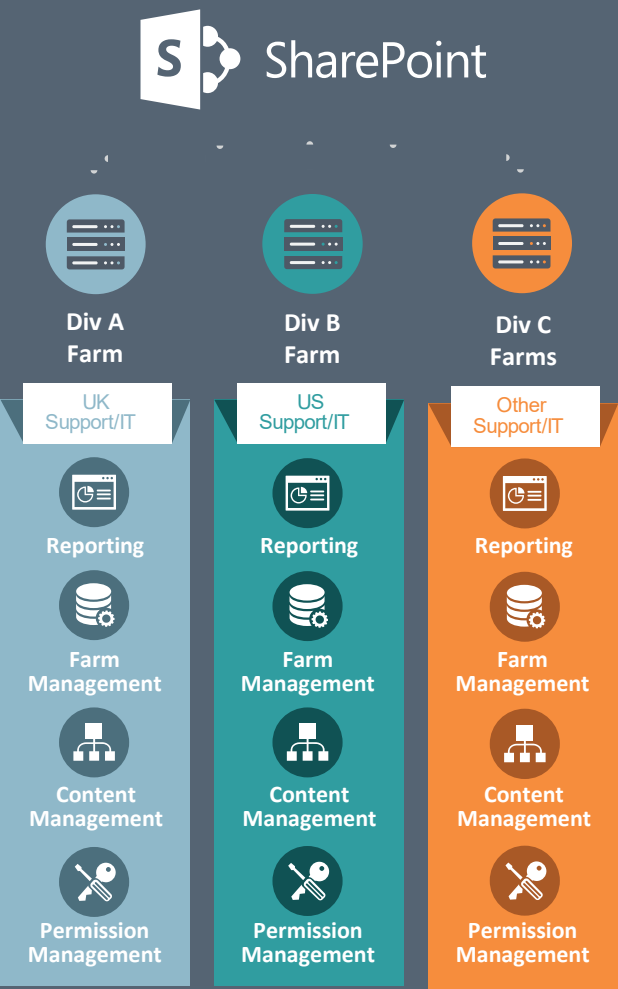 S SharePoint
Div A
Farm
Div B
Farm
Div C
Farms
UK
Support/IT
US
Support/IT
Other
Support/IT
Reporting
Farm
Management
Content
Management
Permission
Management
Reporting
Farm
Management
Content
Management
Permission
Management
Reporting
Farm
Management
Content
Management
Permission
Management